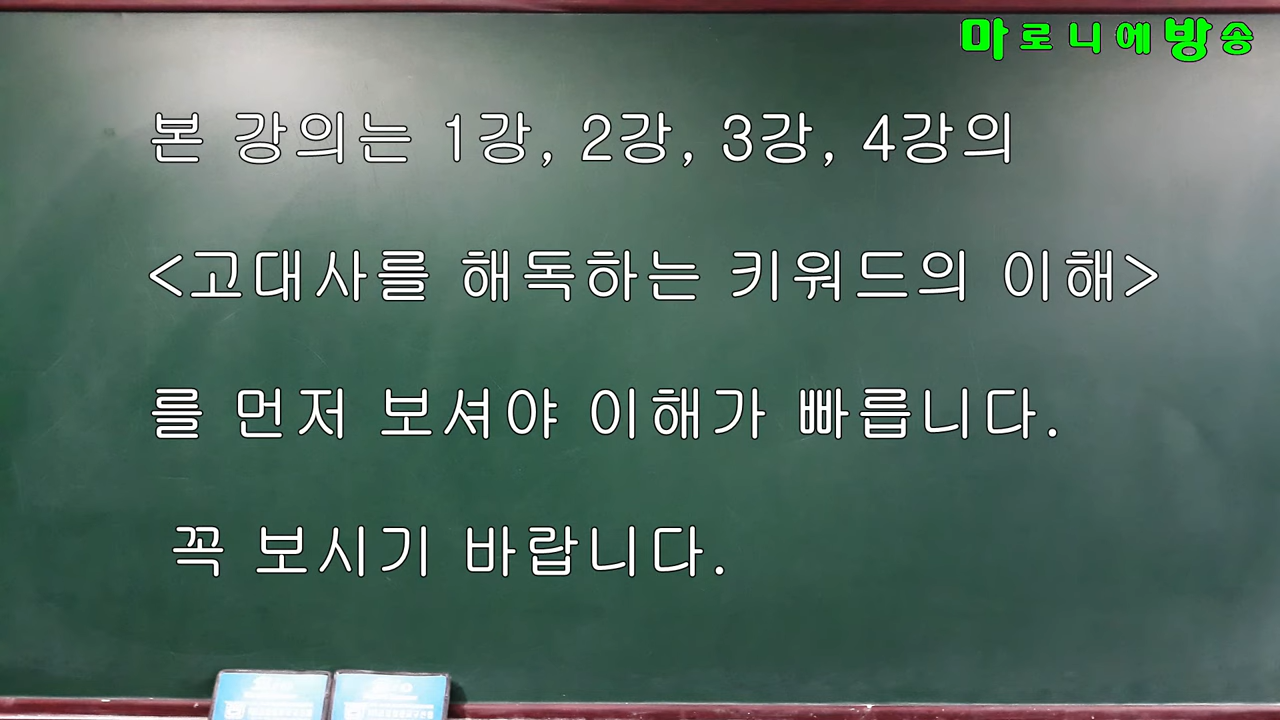 마로니에방송
본 강의는 1강, 2강, 3강, 4강의
<고대사를 해독하는 키워드의 이해>
를 먼저 보셔야 이해가 빠릅니다.
꼭 보시기 바랍니다.